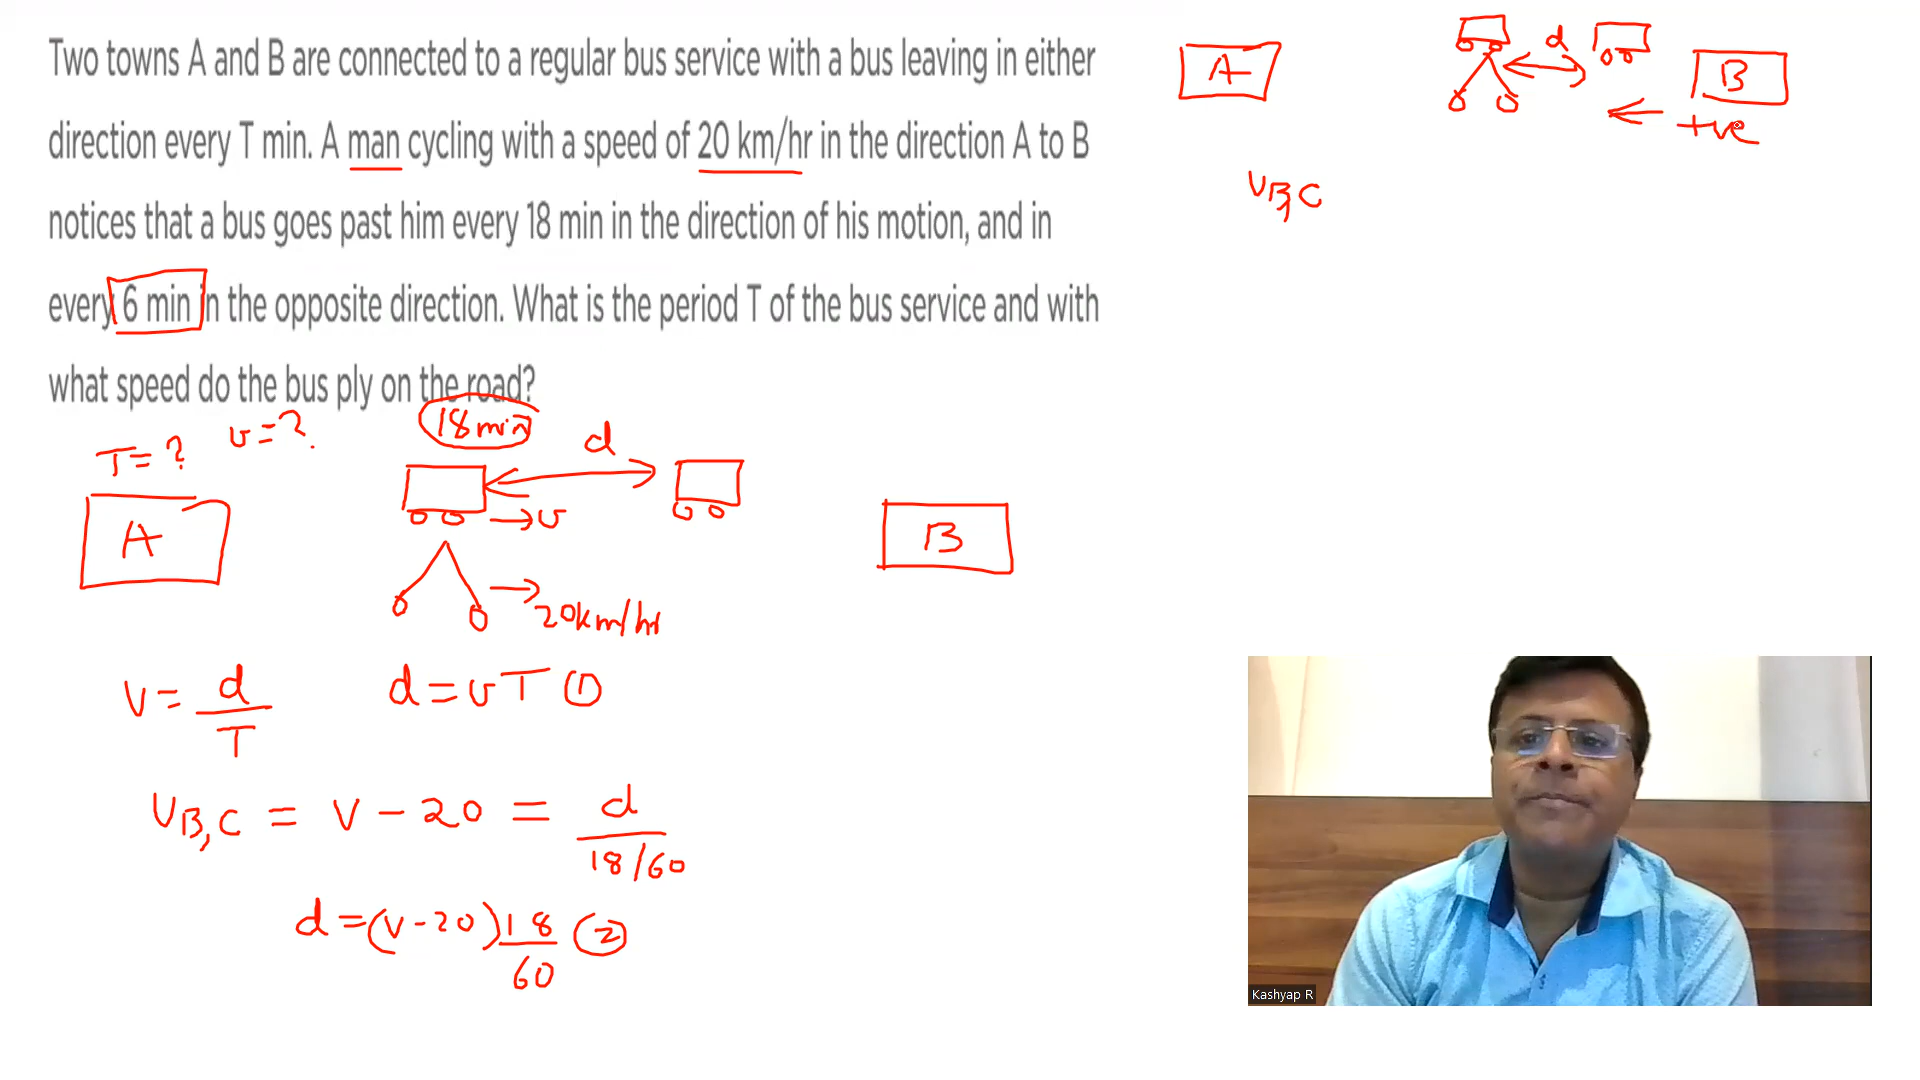 Two towns A and B are connected to a regular bus service with a bus leaving in either
direction every T min. A man cycling with a speed of 20 km/hr in the direction A to B
notices that a bus goes past him every 18 min in the direction of his motion, and in
every 6 min in the opposite direction. What is the period T of the bus service and with
what speed do the bus ply on the road?
T = ? v = ?
18 min
d
A
v
B
20 km/hr
v = d/T
d = vT ①
V_B,C = V - 20 = d/(18/60)
d = (V - 20) 18/60 ②
A
d
B
+ve
V_B,C
Kashyap R